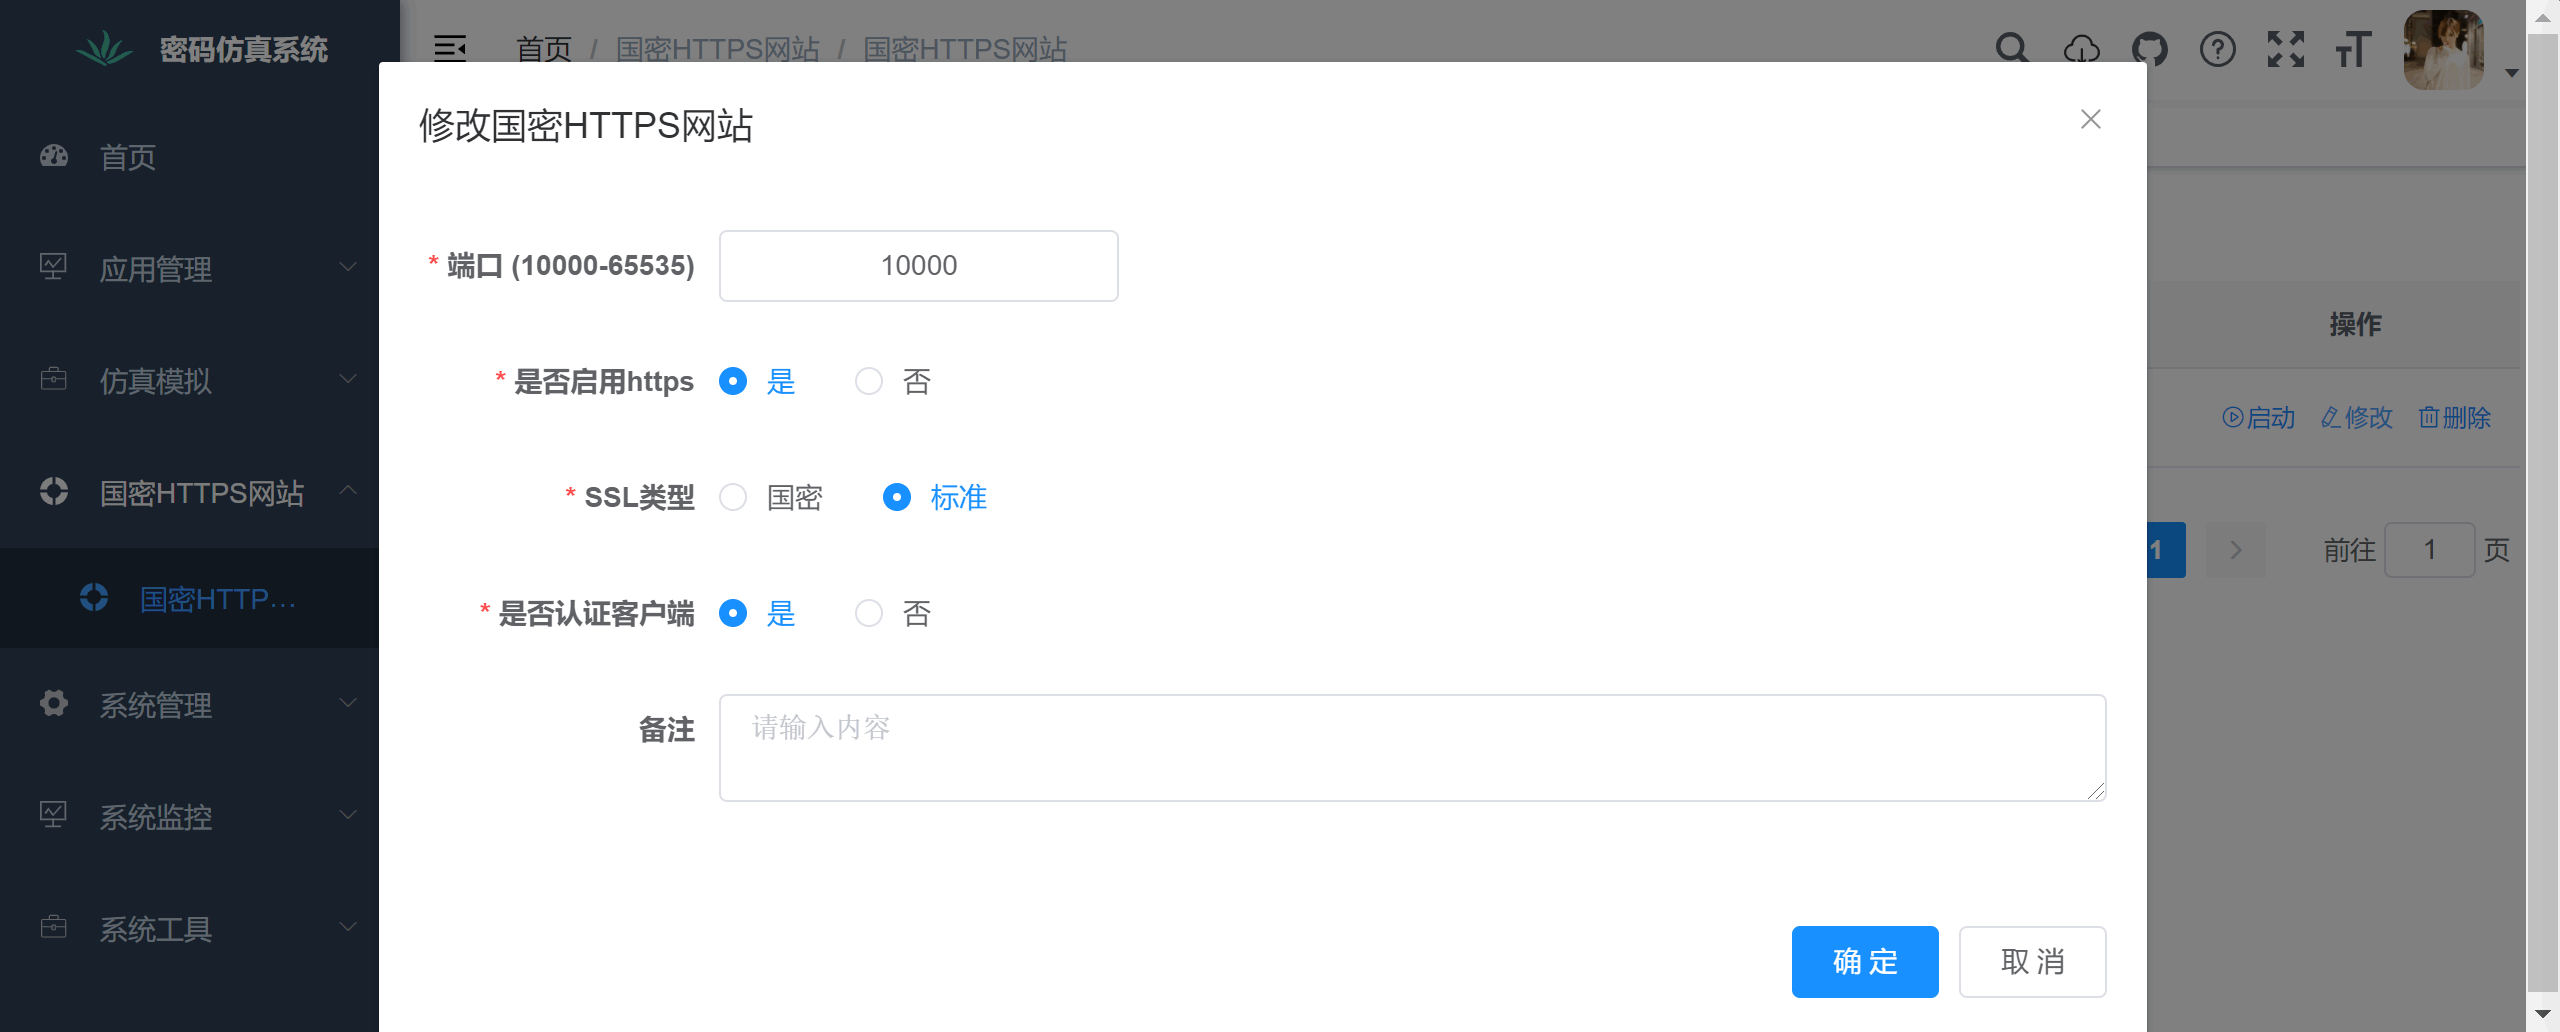 密码仿真系统
首页 / 国密HTTPS网站 / 国密HTTPS网站
首页
应用管理
仿真模拟
国密HTTPS网站
国密HTTP...
系统管理
系统监控
系统工具
修改国密HTTPS网站
* 端口 (10000-65535) 10000
* 是否启用https 是 否
* SSL类型 国密 标准
* 是否认证客户端 是 否
备注 请输入内容
确 定 取 消
操作
启动 修改 删除
1 前往 1 页